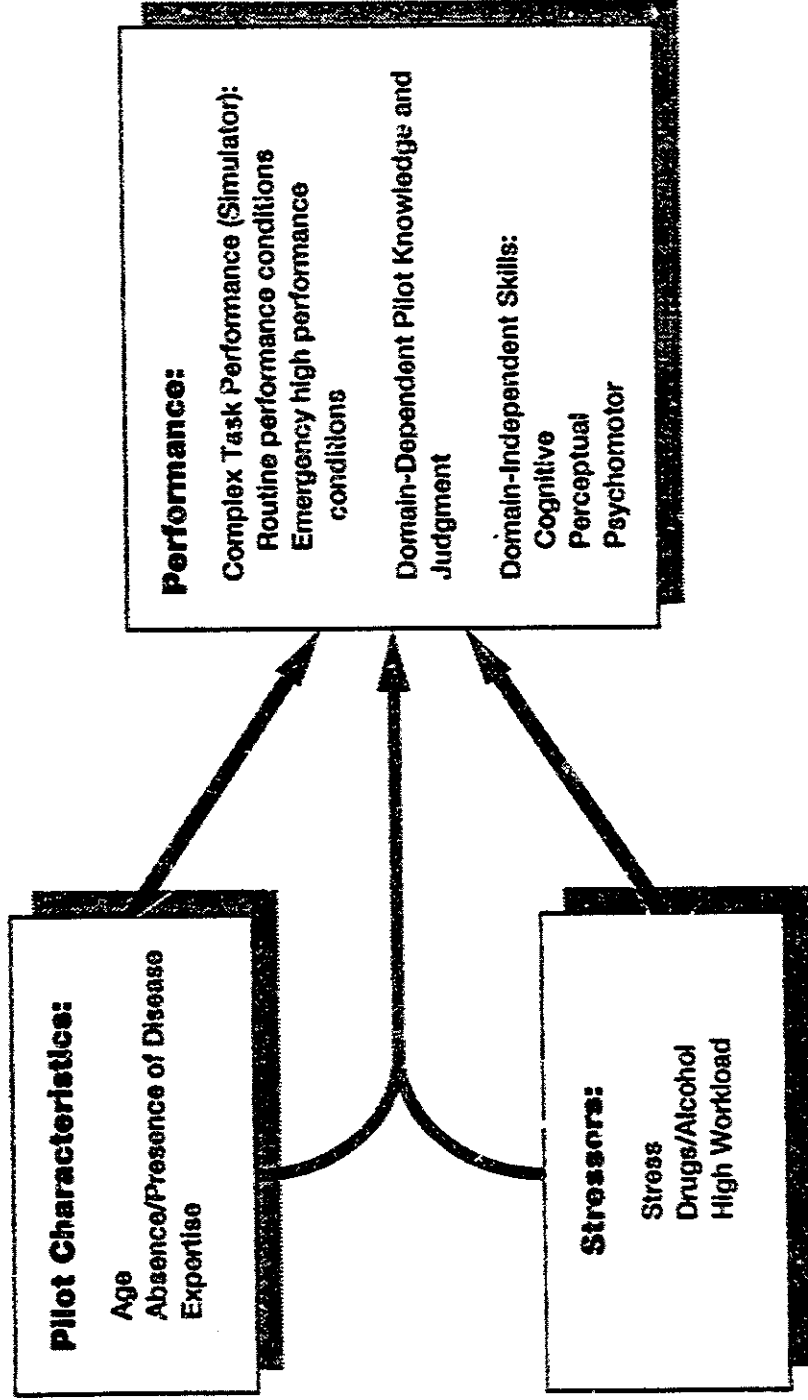 Pilot Characteristics:
Age
Absence/Presence of Disease
Expertise
Stressors:
Stress
Drugs/Alcohol
High Workload
Performance:
Complex Task Performance (Simulator):
Routine performance conditions
Emergency high performance
conditions
Domain-Dependent Pilot Knowledge and
Judgment
Domain-Independent Skills:
Cognitive
Perceptual
Psychomotor